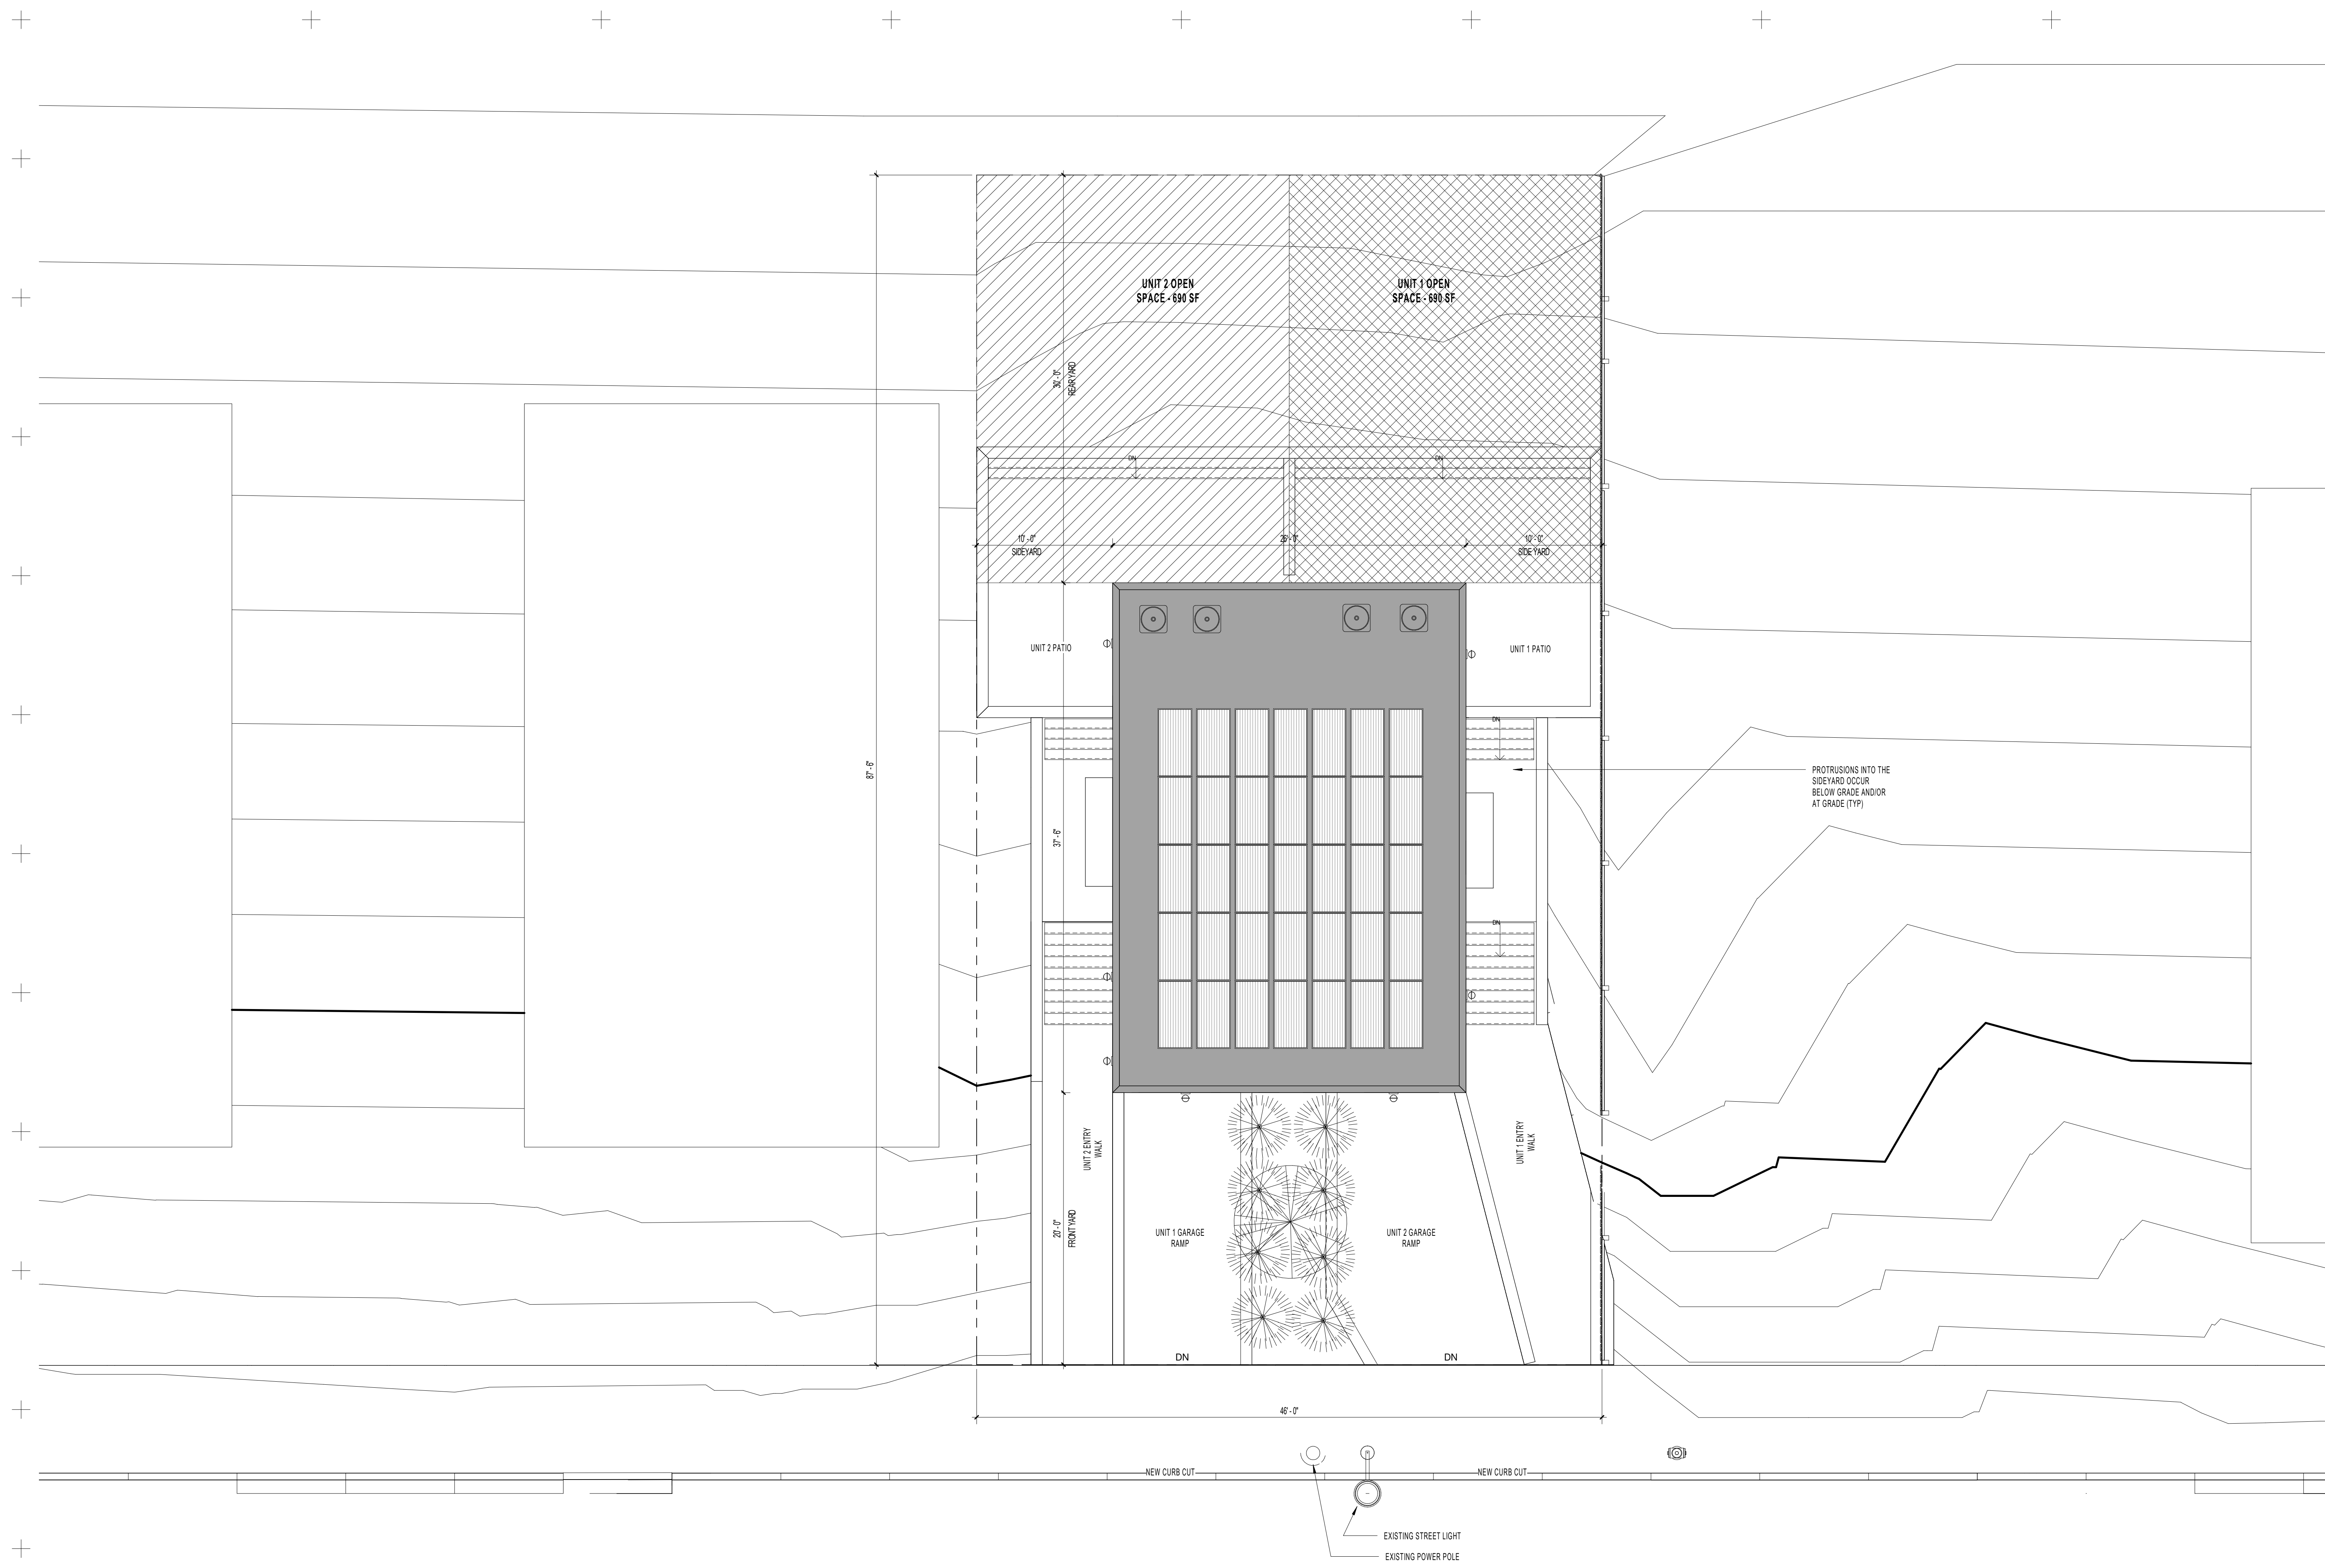 UNIT 2 OPEN
SPACE - 690 SF
UNIT 1 OPEN
SPACE - 690 SF
30' - 0"
REARYARD
DN
DN
10' - 0"
SIDEYARD
26' - 0"
10' - 0"
SIDE YARD
UNIT 2 PATIO
UNIT 1 PATIO
DN
87' - 6"
37' - 6"
PROTRUSIONS INTO THE
SIDEYARD OCCUR
BELOW GRADE AND/OR
AT GRADE (TYP)
DN
UNIT 2 ENTRY
WALK
UNIT 1 ENTRY
WALK
20' - 0"
FRONTYARD
UNIT 1 GARAGE
RAMP
UNIT 2 GARAGE
RAMP
DN
DN
46' - 0"
NEW CURB CUT
NEW CURB CUT
EXISTING STREET LIGHT
EXISTING POWER POLE